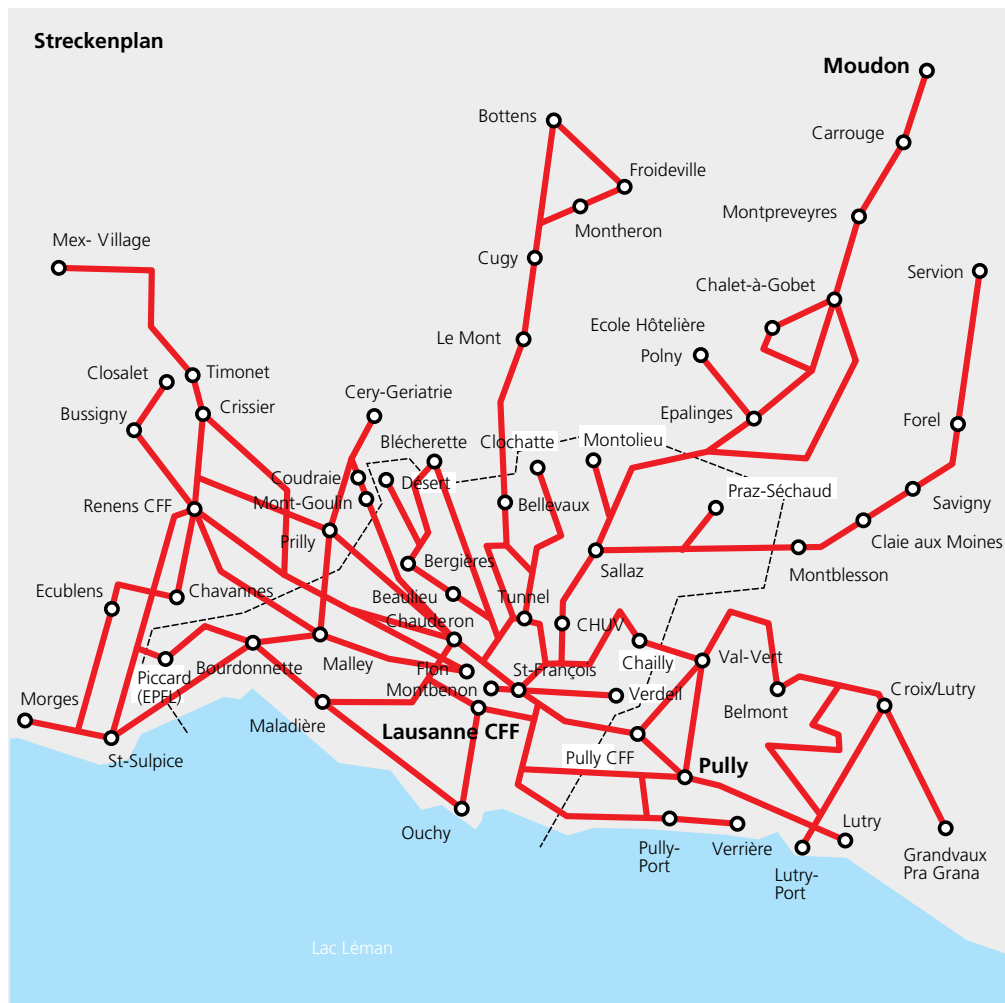 Streckenplan
Moudon
Bottens
Carrouge
Froideville
Montpreveyres
Montheron
Mex- Village
Cugy
Servion
Chalet-à-Gobet
Ecole Hôtelière
Le Mont
Polny
Closalet
Timonet
Cery-Geriatrie
Bussigny
Crissier
Epalinges
Forel
Blécherette
Clochatte
Montolieu
Coudraie
Désert
Praz-Séchaud
Renens CFF
Mont-Goulin
Bellevaux
Savigny
Prilly
Claie aux Moines
Bergières
Sallaz
Montblesson
Ecublens
Chavannes
Beaulieu
Tunnel
Chauderon
CHUV
Malley
Flon
St-François
Chailly
Val-Vert
Bourdonnette
Piccard
(EPFL)
Montbenon
Verdeil
Croix/Lutry
Morges
Belmont
Maladière
Lausanne CFF
St-Sulpice
Pully CFF
Pully
Ouchy
Lutry
Pully-
Port
Verrière
Grandvaux
Pra Grana
Lutry-
Port
Lac Léman